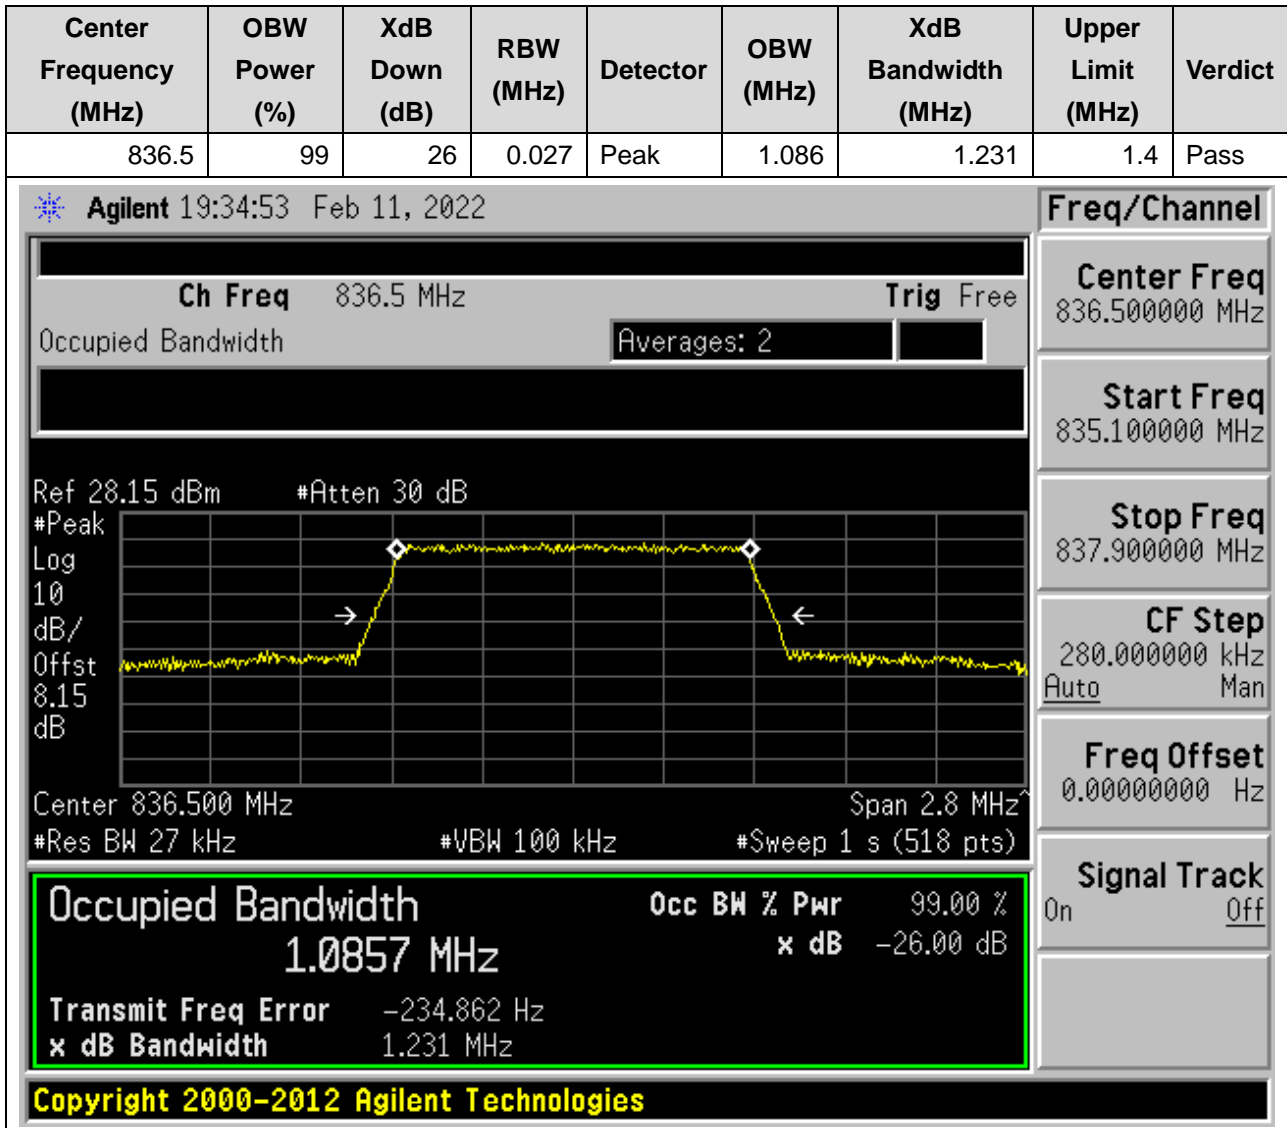 Center Frequency (MHz) OBW Power (%) XdB Down (dB) RBW (MHz) Detector OBW (MHz) XdB Bandwidth (MHz) Upper Limit (MHz) Verdict
836.5 99 26 0.027 Peak 1.086 1.231 1.4 Pass
Agilent 19:34:53 Feb 11, 2022
Freq/Channel
Ch Freq 836.5 MHz Trig Free
Occupied Bandwidth Averages: 2
Center Freq
836.500000 MHz
Start Freq
835.100000 MHz
Stop Freq
837.900000 MHz
CF Step
280.000000 kHz
Auto Man
Freq Offset
0.00000000 Hz
Signal Track
On Off
Ref 28.15 dBm #Atten 30 dB
#Peak
Log
10
dB/
Offst
8.15
dB
Center 836.500 MHz Span 2.8 MHz^
#Res BW 27 kHz #VBW 100 kHz #Sweep 1 s (518 pts)
Occupied Bandwidth Occ BW % Pwr 99.00 %
1.0857 MHz x dB -26.00 dB
Transmit Freq Error -234.862 Hz
x dB Bandwidth 1.231 MHz
Copyright 2000-2012 Agilent Technologies